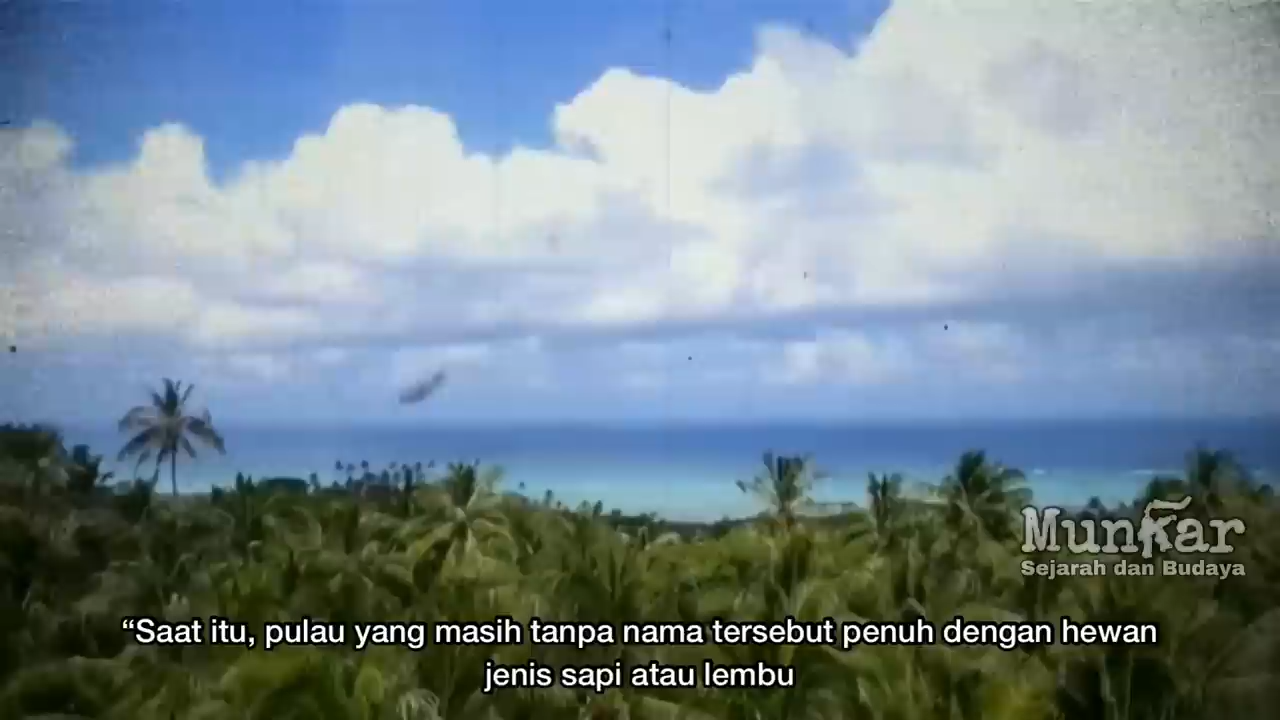 Munkar
Sejarah dan Budaya
“Saat itu, pulau yang masih tanpa nama tersebut penuh dengan hewan
jenis sapi atau lembu